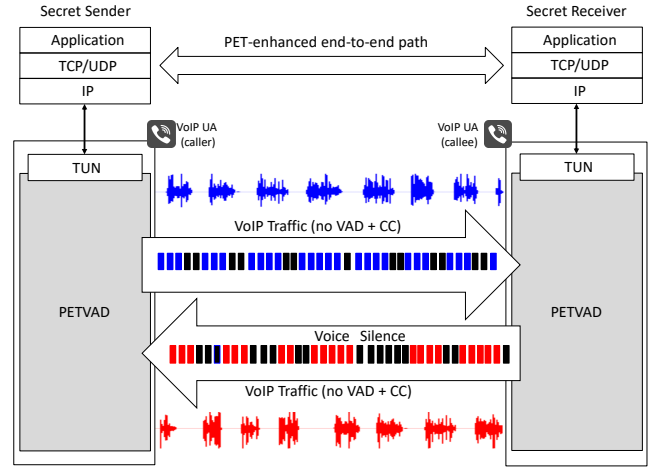 Secret Sender
Secret Receiver
Application
TCP/UDP
IP
PET-enhanced end-to-end path
Application
TCP/UDP
IP
VoIP UA
(caller)
VoIP UA
(callee)
TUN
TUN
VoIP Traffic (no VAD + CC)
PETVAD
PETVAD
Voice Silence
VoIP Traffic (no VAD + CC)